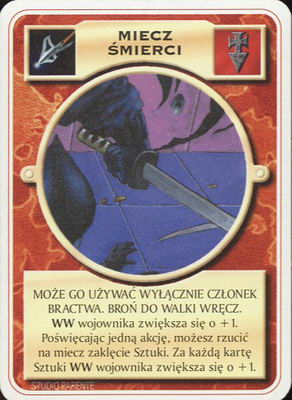 MIECZ
ŚMIERCI
MOŻE GO UŻYWAĆ WYŁĄCZNIE CZŁONEK
BRACTWA. BROŃ DO WALKI WRĘCZ.
WW wojownika zwiększa się o +1.
Poświęcając jedną akcję, możesz rzucić
na miecz zaklęcie Sztuki. Za każdą kartę
Sztuki WW wojownika zwiększa się o +1.
STUDIO PARENTE